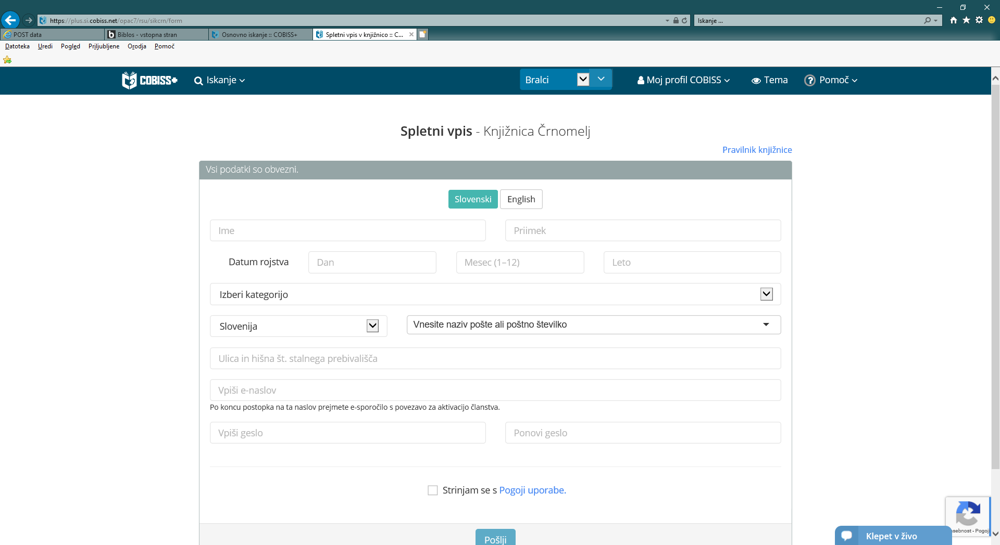 https://plus.si.cobiss.net/opac7/rsu/sikcrn/form
Iskanje ...
POST data
Biblos - vstopna stran
Osnovno iskanje :: COBISS+
Spletni vpis v knjižnico :: C...
Datoteka Uredi Pogled Priljubljene Orodja Pomoč
COBISS+ Iskanje Bralci Moj profil COBISS Tema Pomoč
Spletni vpis - Knjižnica Črnomelj
Pravilnik knjižnice
Vsi podatki so obvezni.
Slovenski English
Ime Priimek
Datum rojstva Dan Mesec (1–12) Leto
Izberi kategorijo
Slovenija Vnesite naziv pošte ali poštno številko
Ulica in hišna št. stalnega prebivališča
Vpiši e-naslov
Po koncu postopka na ta naslov prejmete e-sporočilo s povezavo za aktivacijo članstva.
Vpiši geslo Ponovi geslo
Strinjam se s Pogoji uporabe.
Pošlji
Klepet v živo